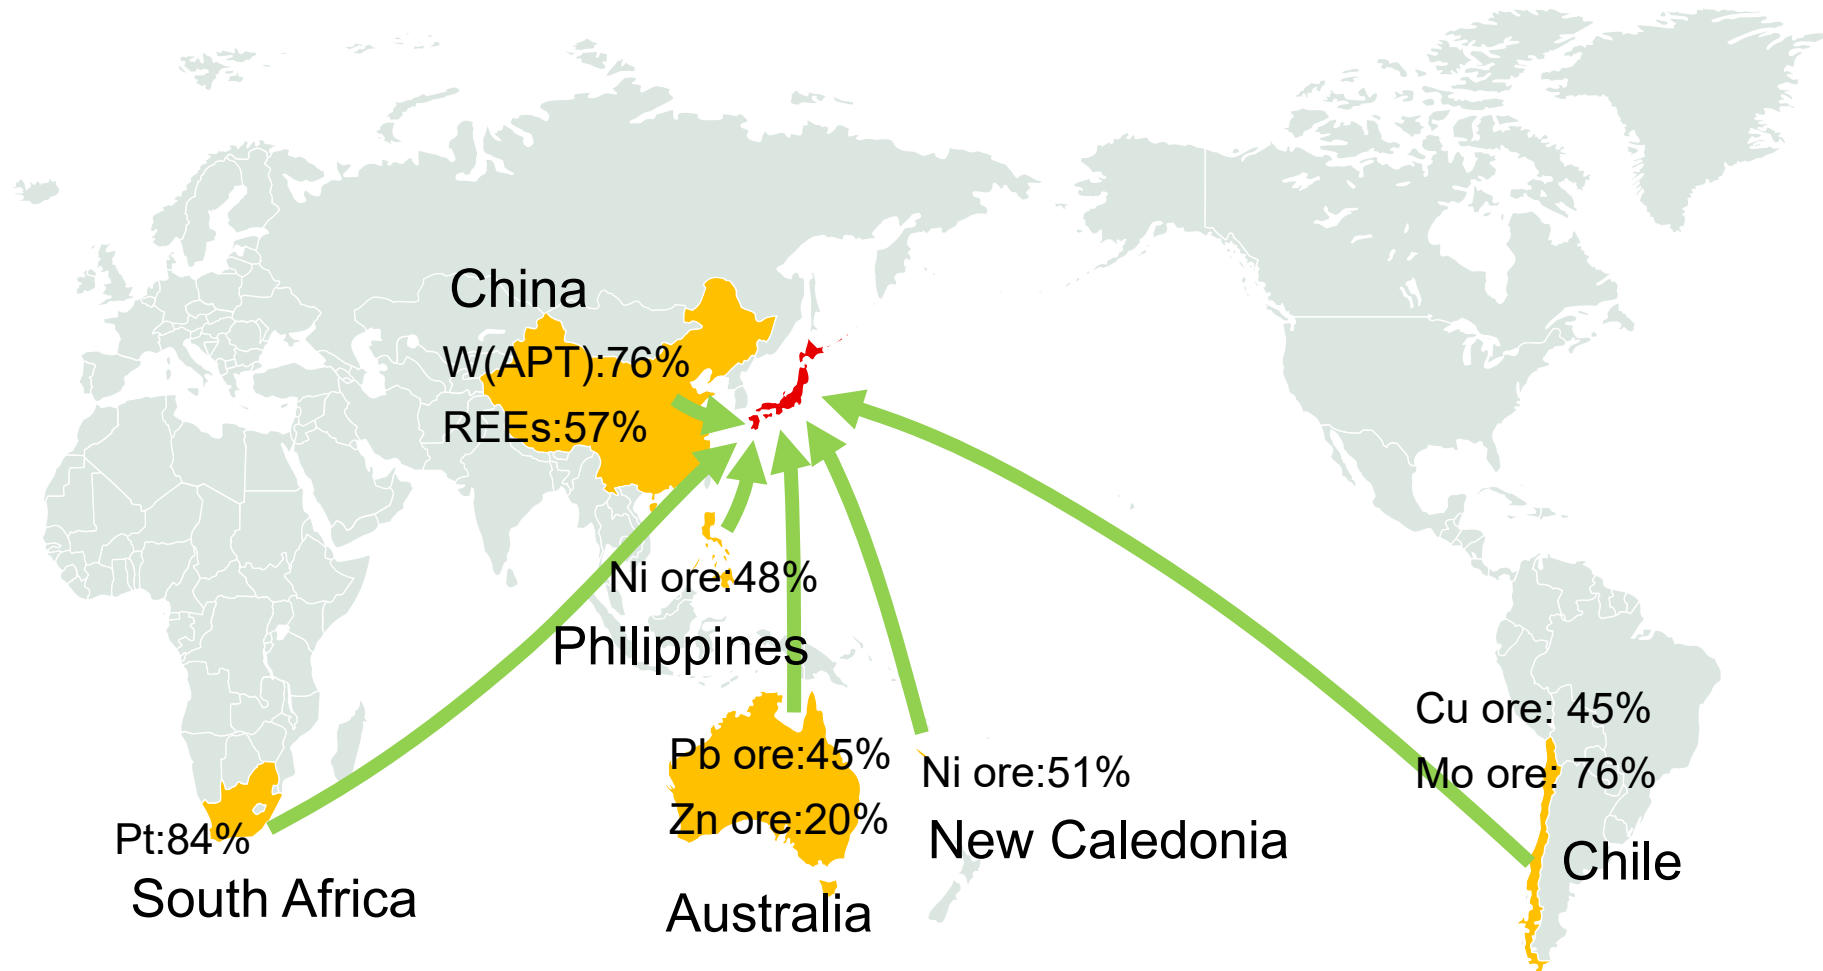 China
W(APT):76%
REEs:57%
Ni ore:48%
Philippines
Pt:84%
South Africa
Pb ore:45%
Zn ore:20%
Australia
Ni ore:51%
New Caledonia
Cu ore: 45%
Mo ore: 76%
Chile